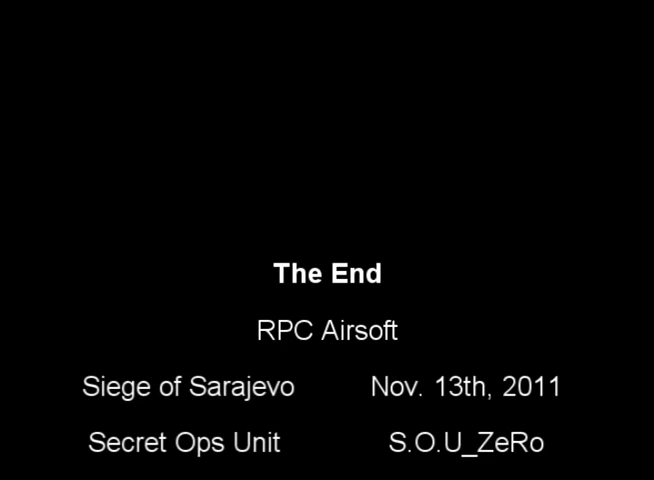 The End
RPC Airsoft
Siege of Sarajevo Nov. 13th, 2011
Secret Ops Unit S.O.U_ZeRo